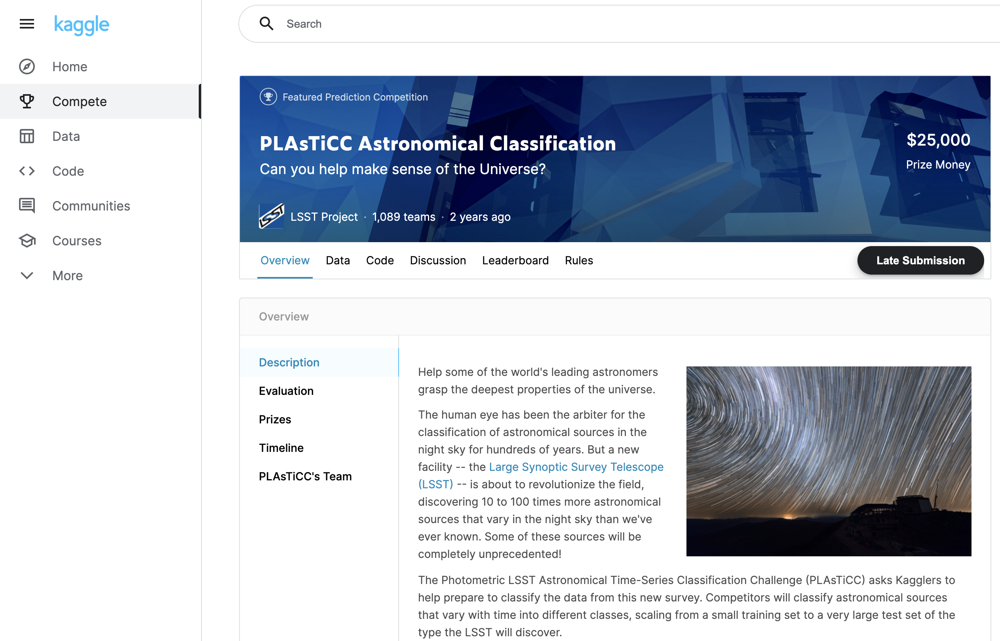 kaggle
Search
Home
Compete
Data
Code
Communities
Courses
More
Featured Prediction Competition
PLAsTiCC Astronomical Classification
Can you help make sense of the Universe?
$25,000
Prize Money
LSST
LSST Project · 1,089 teams · 2 years ago
Overview Data Code Discussion Leaderboard Rules
Late Submission
Overview
Description
Evaluation
Prizes
Timeline
PLAsTiCC's Team
Help some of the world's leading astronomers
grasp the deepest properties of the universe.
The human eye has been the arbiter for the
classification of astronomical sources in the
night sky for hundreds of years. But a new
facility -- the Large Synoptic Survey Telescope
(LSST) -- is about to revolutionize the field,
discovering 10 to 100 times more astronomical
sources that vary in the night sky than we've
ever known. Some of these sources will be
completely unprecedented!
The Photometric LSST Astronomical Time-Series Classification Challenge (PLAsTiCC) asks Kagglers to
help prepare to classify the data from this new survey. Competitors will classify astronomical sources
that vary with time into different classes, scaling from a small training set to a very large test set of the
type the LSST will discover.